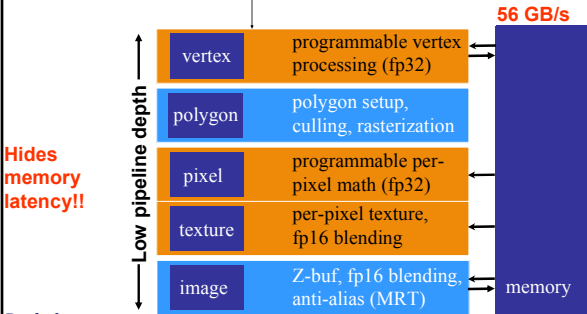 56 GB/s
vertex
programmable vertex
processing (fp32)
polygon
polygon setup,
culling, rasterization
Hides
memory
latency!!
Low pipeline depth
pixel
programmable per-
pixel math (fp32)
texture
per-pixel texture,
fp16 blending
image
Z-buf, fp16 blending,
anti-alias (MRT)
memory